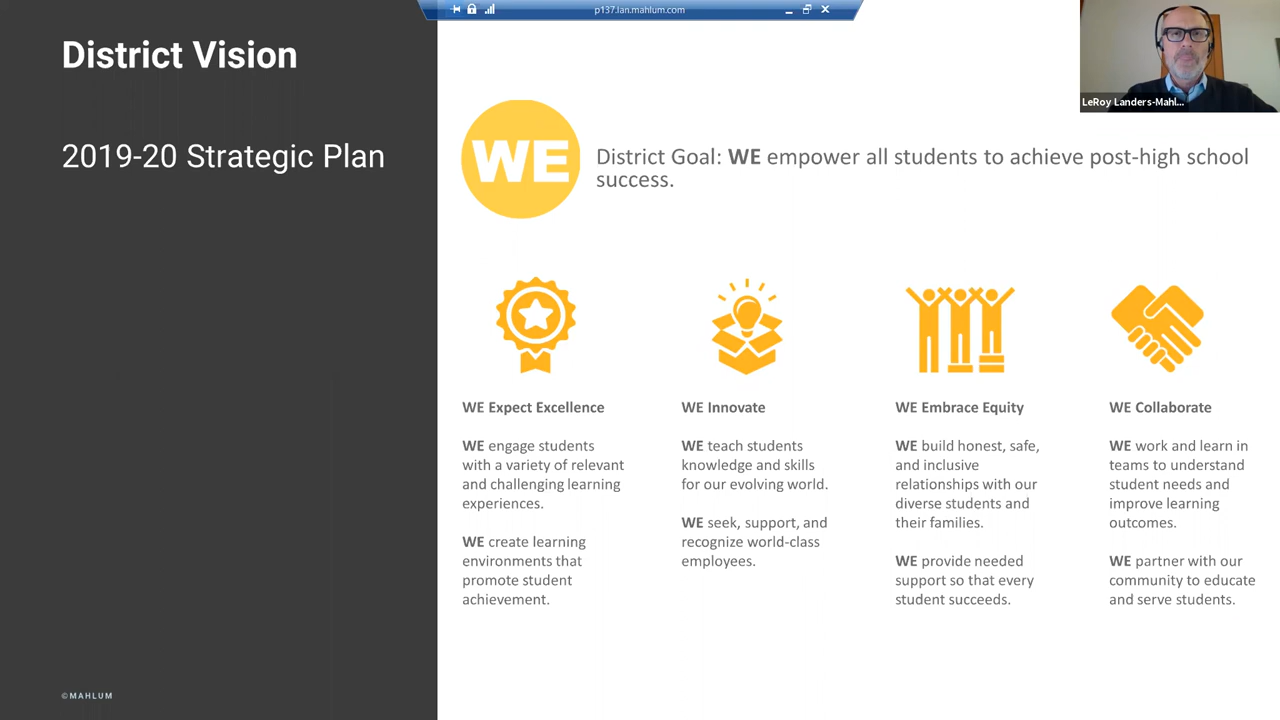 p137.lan.mahlum.com
District Vision
2019-20 Strategic Plan
LeRoy Landers-Mahl...
WE
District Goal: WE empower all students to achieve post-high school
success.
WE Expect Excellence
WE engage students
with a variety of relevant
and challenging learning
experiences.
WE create learning
environments that
promote student
achievement.
WE Innovate
WE teach students
knowledge and skills
for our evolving world.
WE seek, support, and
recognize world-class
employees.
WE Embrace Equity
WE build honest, safe,
and inclusive
relationships with our
diverse students and
their families.
WE provide needed
support so that every
student succeeds.
WE Collaborate
WE work and learn in
teams to understand
student needs and
improve learning
outcomes.
WE partner with our
community to educate
and serve students.
©MAHLUM